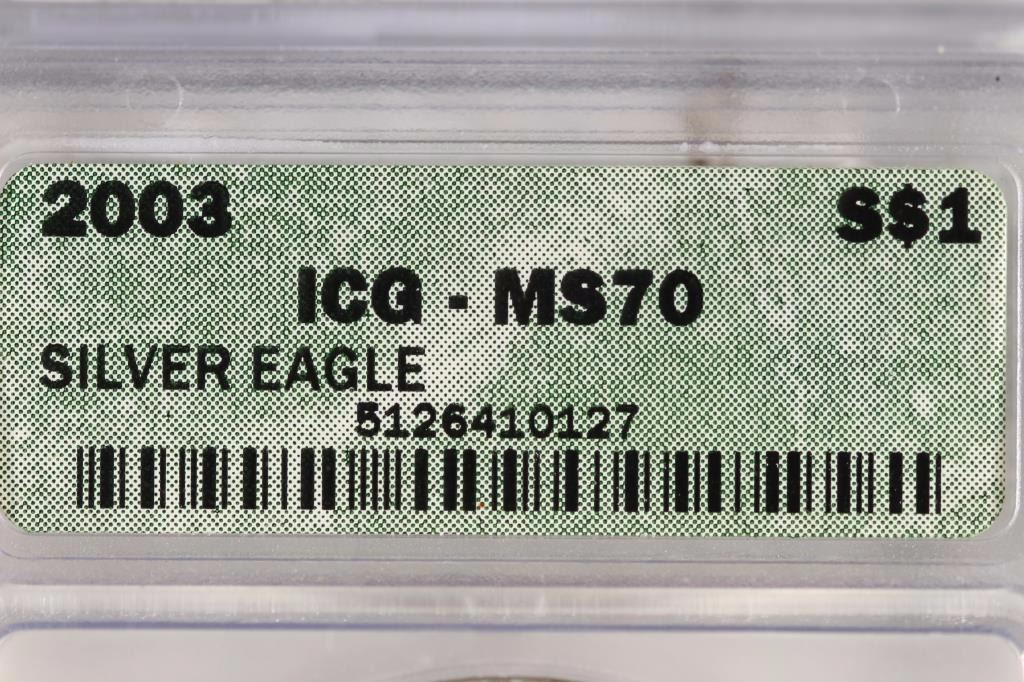 2003 S$1
ICG - MS70
SILVER EAGLE
5126410127